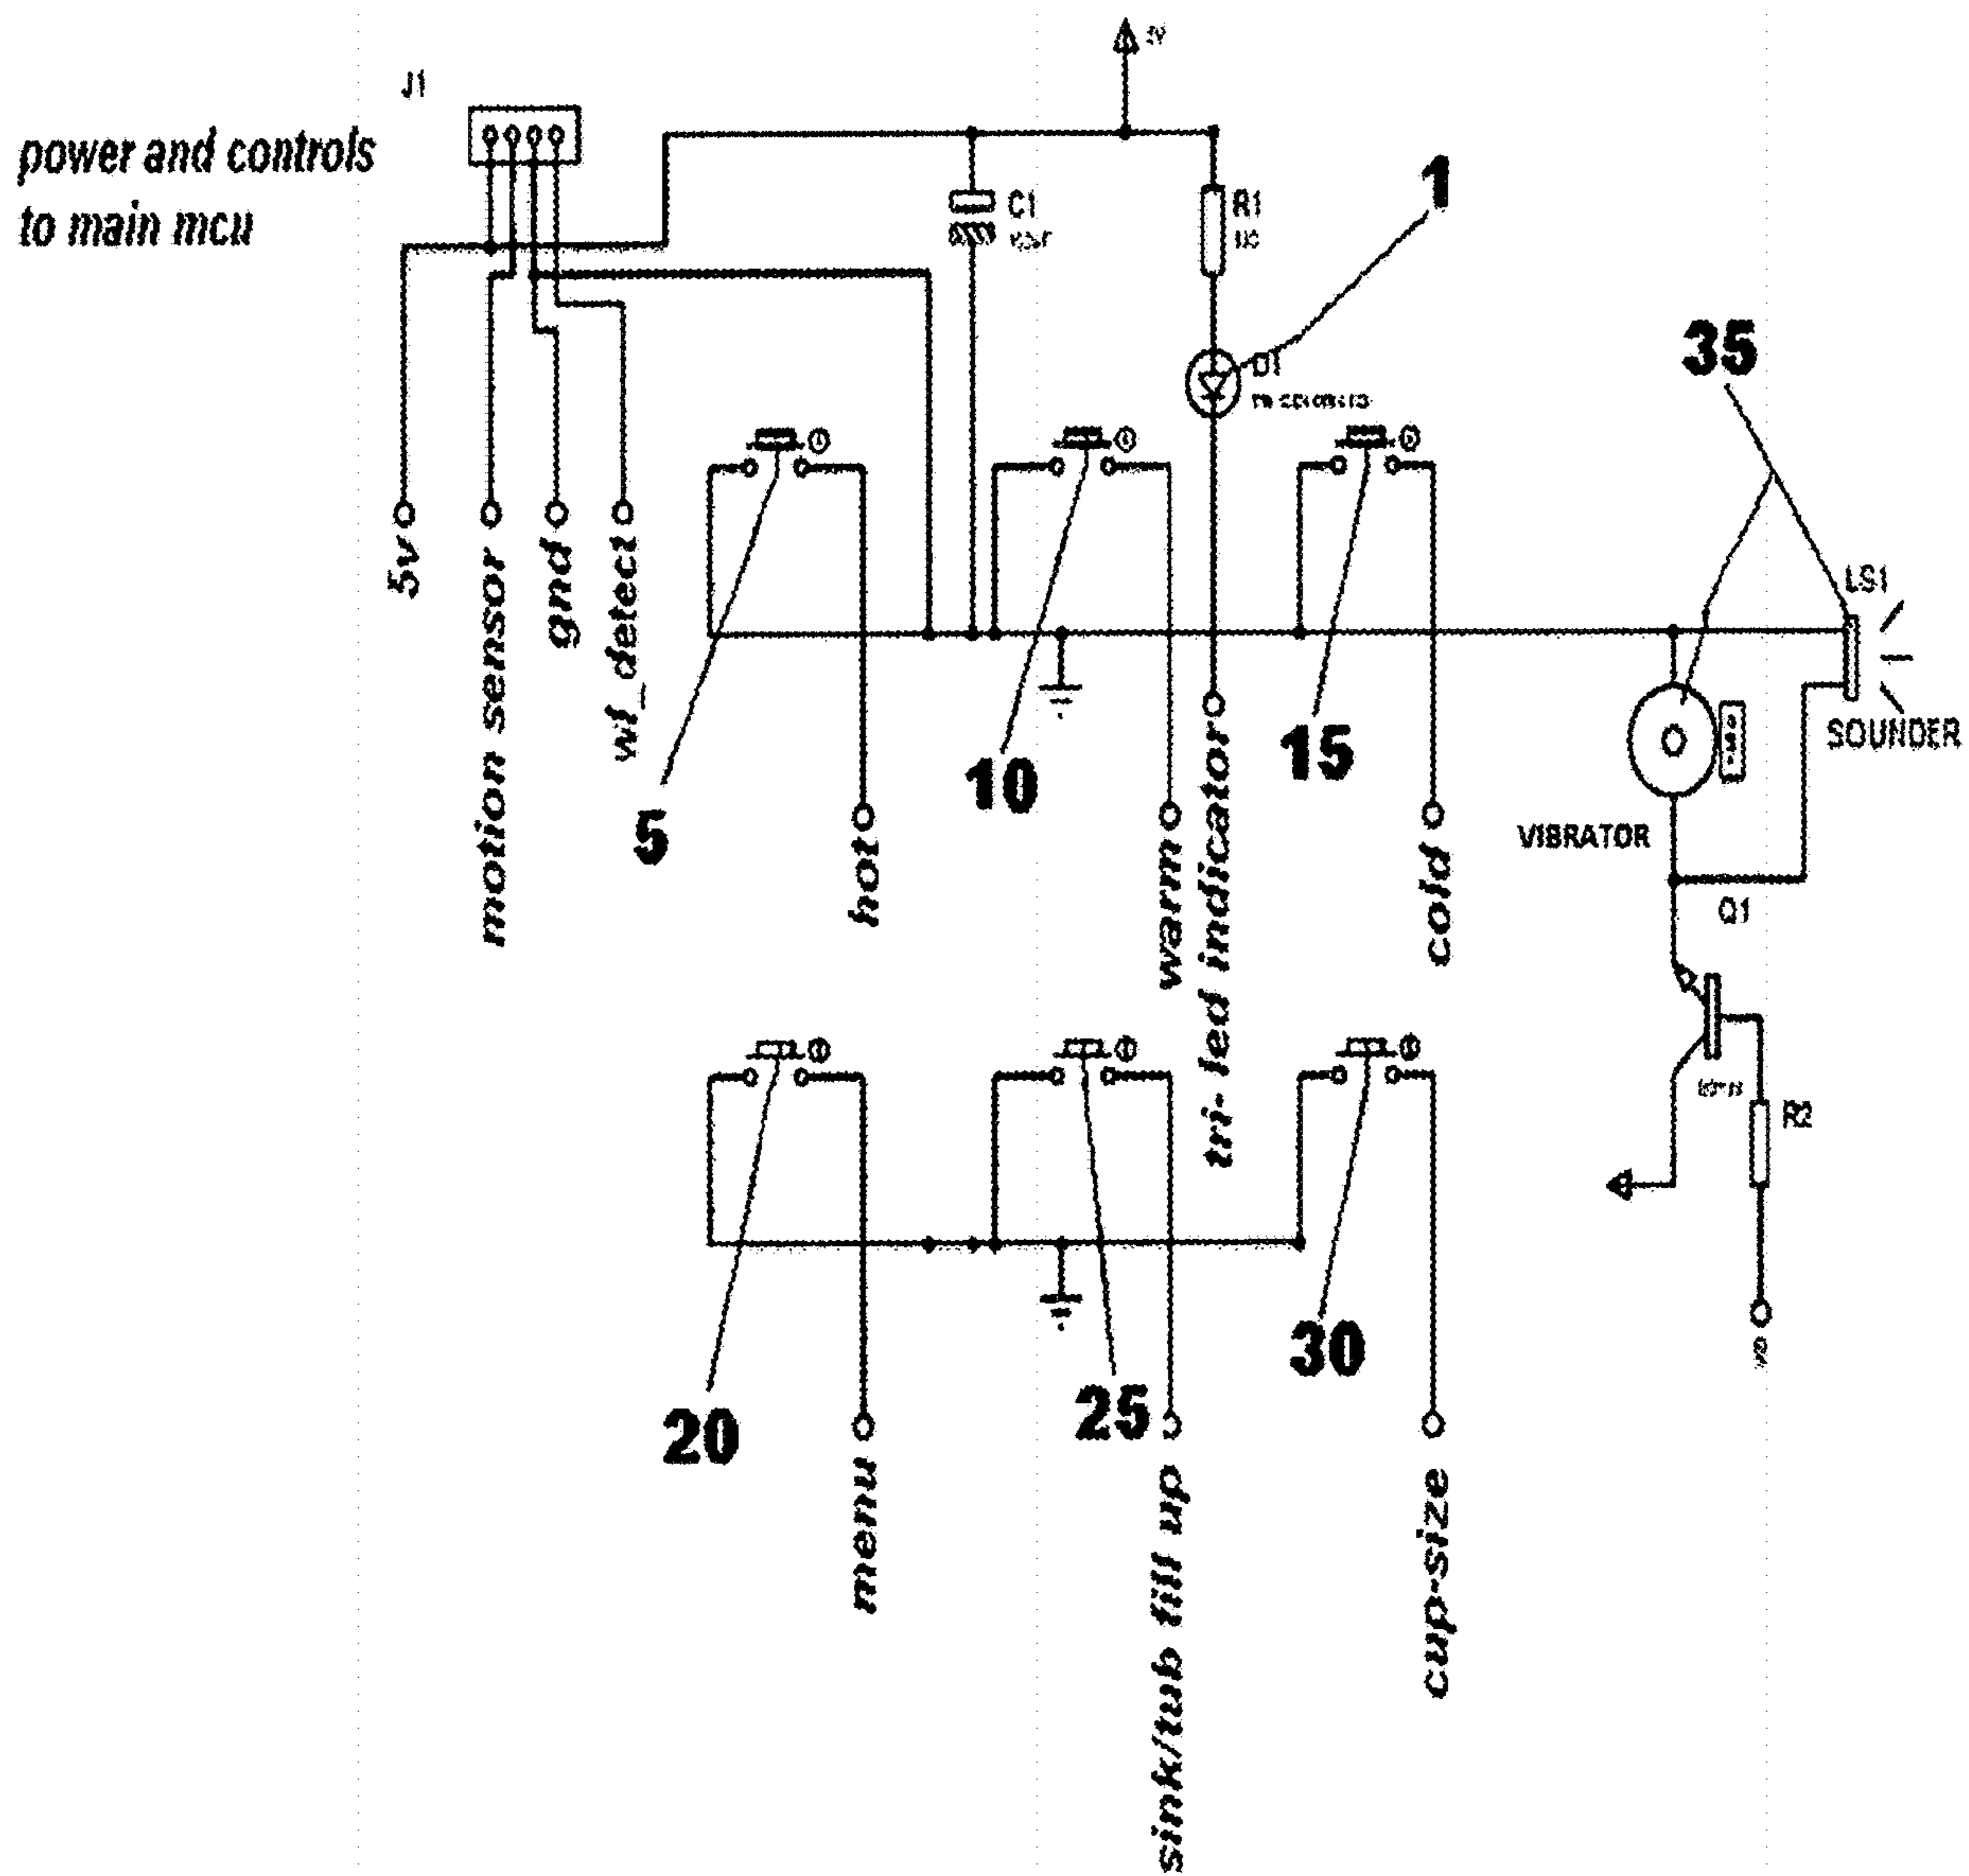 J1
power and controls
to main mcu
C1
R1
1
D1
35
5v
motion sensor
gnd
wl_detect
LS1
SOUNDER
5
10
15
hot
warm
tri- led indicator
cold
VIBRATOR
Q1
R2
20
25
30
menu
sink/tub fill up
cup-size